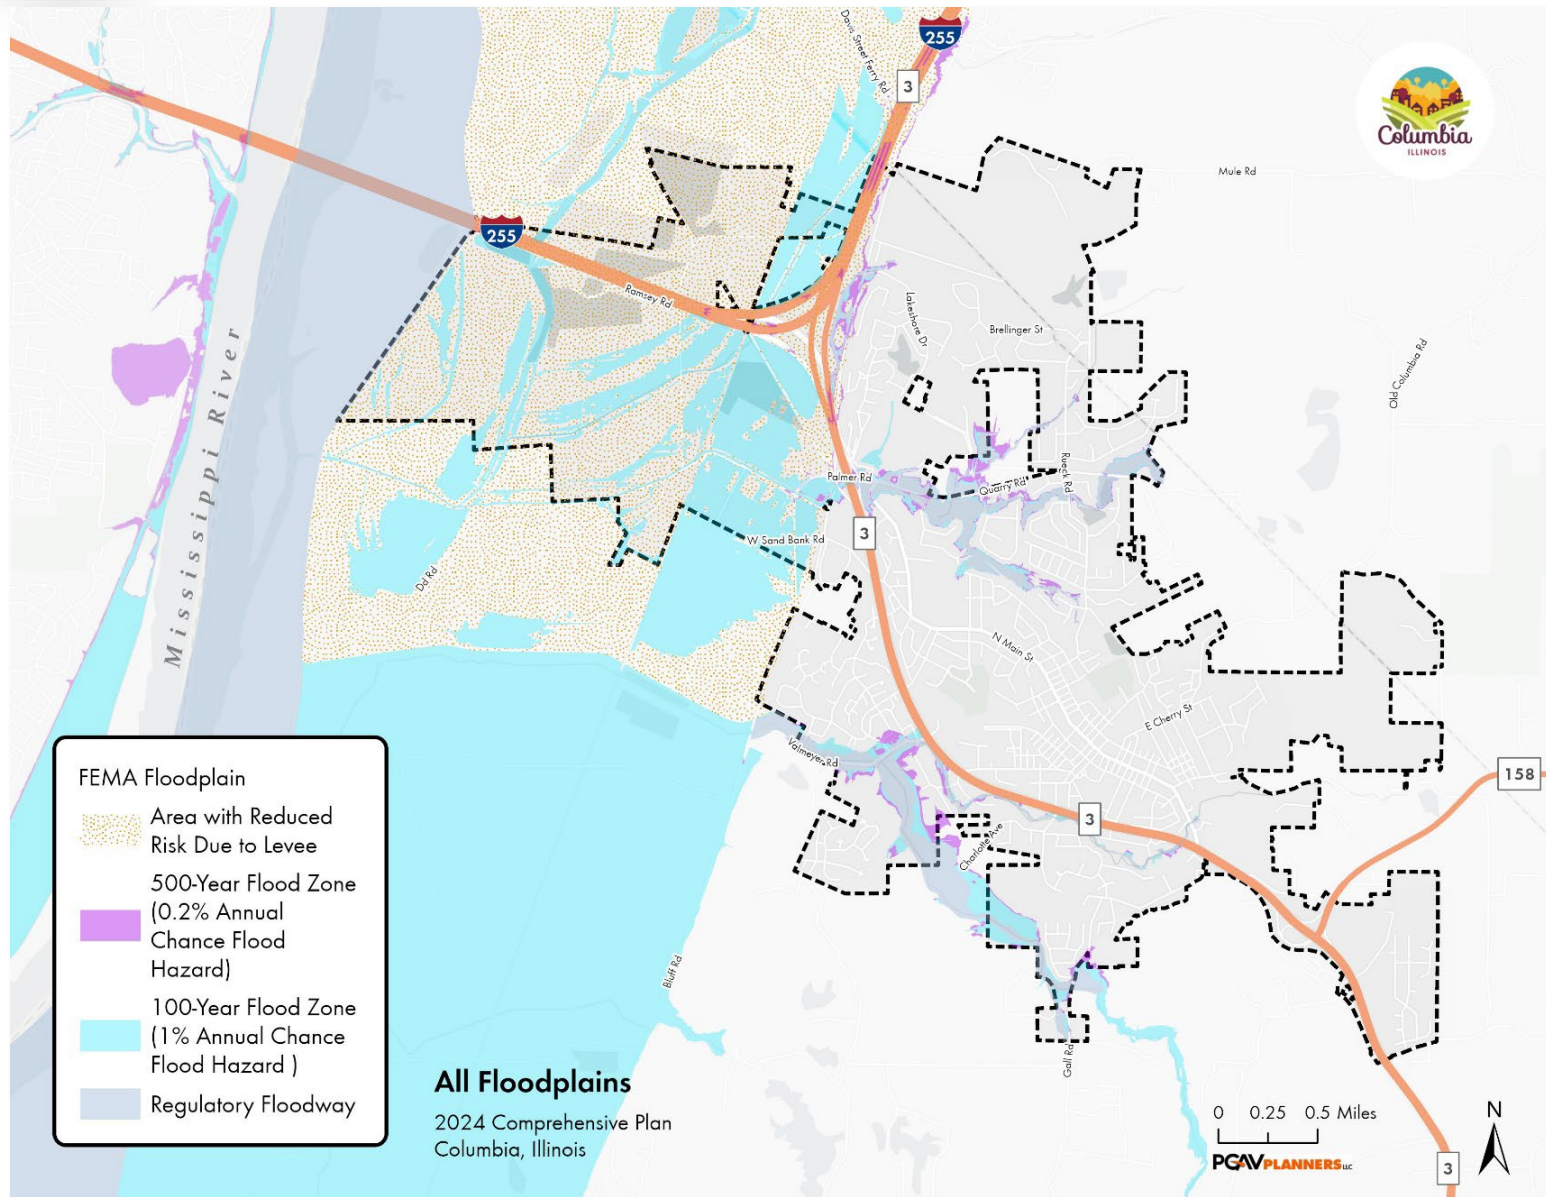 255
Davis Street Ferry Rd
3
Columbia
ILLINOIS
Mule Rd
255
Ramsey Rd
Lakeshore Dr
Brellinger St
Old Columbia Rd
Mississippi River
Palmer Rd
Quarry Rd
Rueck Rd
3
W Sand Bank Rd
Dd Rd
N Main St
E Cherry St
Valmeyer Rd
158
3
Charlotte Ave
Bluff Rd
Gall Rd
FEMA Floodplain
Area with Reduced
Risk Due to Levee
500-Year Flood Zone
(0.2% Annual
Chance Flood
Hazard)
100-Year Flood Zone
(1% Annual Chance
Flood Hazard )
Regulatory Floodway
All Floodplains
2024 Comprehensive Plan
Columbia, Illinois
0 0.25 0.5 Miles
PGAVPLANNERS LLC
N
3